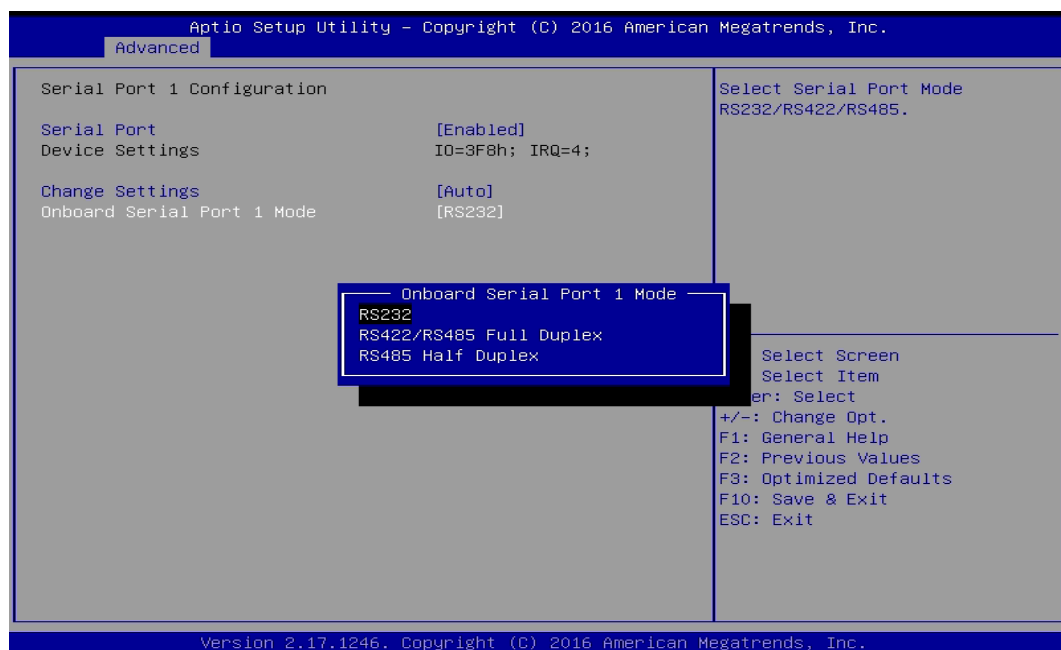 Aptio Setup Utility – Copyright (C) 2016 American Megatrends, Inc.
Advanced
Serial Port 1 Configuration
Serial Port [Enabled]
Device Settings IO=3F8h; IRQ=4;
Change Settings [Auto]
Onboard Serial Port 1 Mode [RS232]
Select Serial Port Mode
RS232/RS422/RS485.
Onboard Serial Port 1 Mode
RS232
RS422/RS485 Full Duplex
RS485 Half Duplex
Select Screen
Select Item
er: Select
+/-: Change Opt.
F1: General Help
F2: Previous Values
F3: Optimized Defaults
F10: Save & Exit
ESC: Exit
Version 2.17.1246. Copyright (C) 2016 American Megatrends, Inc.